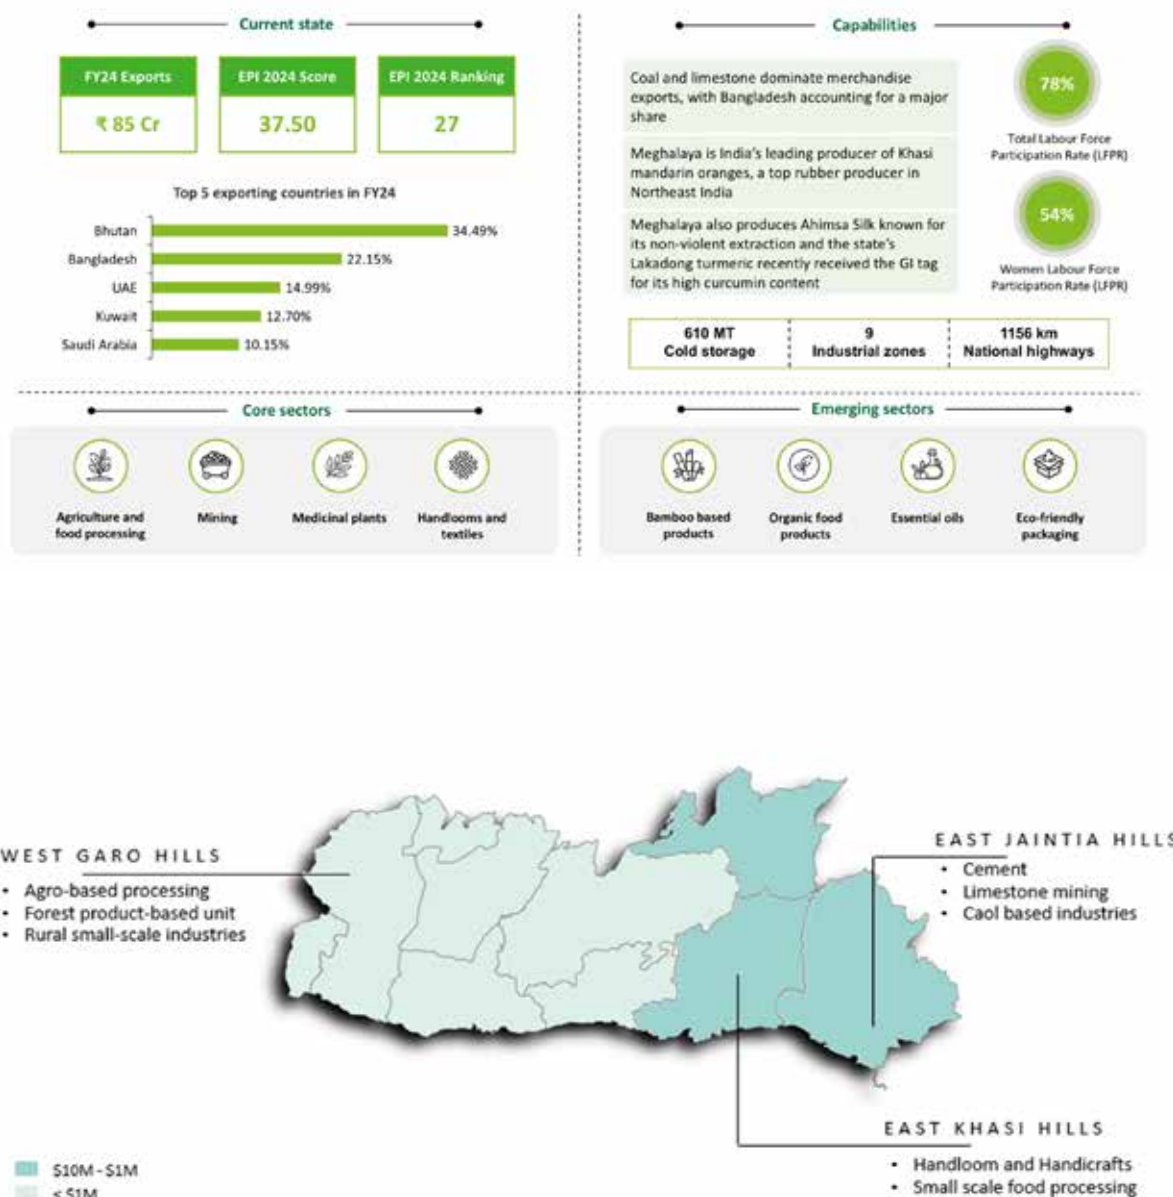 Current state
FY24 Exports
₹ 85 Cr
EPI 2024 Score
37.50
EPI 2024 Ranking
27
Top 5 exporting countries in FY24
Bhutan 34.49%
Bangladesh 22.15%
UAE 14.99%
Kuwait 12.70%
Saudi Arabia 10.15%
Capabilities
Coal and limestone dominate merchandise
exports, with Bangladesh accounting for a major
share
Meghalaya is India's leading producer of Khasi
mandarin oranges, a top rubber producer in
Northeast India
Meghalaya also produces Ahimsa Silk known for
its non-violent extraction and the state's
Lakadong turmeric recently received the GI tag
for its high curcumin content
78%
Total Labour Force
Participation Rate (LFPR)
54%
Women Labour Force
Participation Rate (LFPR)
610 MT
Cold storage
9
Industrial zones
1156 km
National highways
Core sectors
Agriculture and
food processing
Mining
Medicinal plants
Handlooms and
textiles
Emerging sectors
Bamboo based
products
Organic food
products
Essential oils
Eco-friendly
packaging
WEST GARO HILLS
• Agro-based processing
• Forest product-based unit
• Rural small-scale industries
EAST JAINTIA HILLS
• Cement
• Limestone mining
• Caol based industries
EAST KHASI HILLS
• Handloom and Handicrafts
• Small scale food processing
$10M - $1M
< $1M